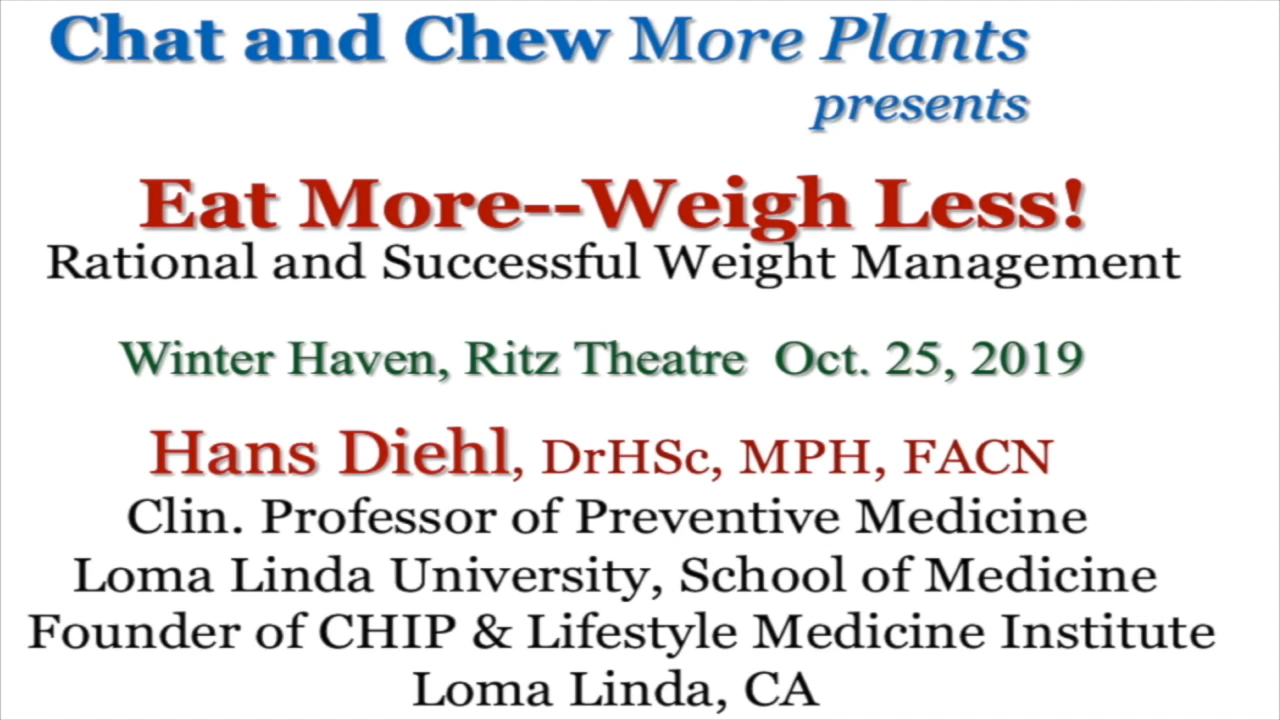 Chat and Chew More Plants
presents
Eat More--Weigh Less!
Rational and Successful Weight Management
Winter Haven, Ritz Theatre Oct. 25, 2019
Hans Diehl, DrHSc, MPH, FACN
Clin. Professor of Preventive Medicine
Loma Linda University, School of Medicine
Founder of CHIP & Lifestyle Medicine Institute
Loma Linda, CA